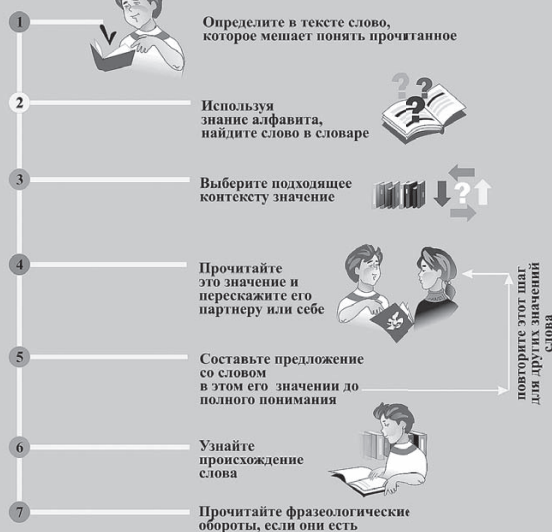 1
Определите в тексте слово,
которое мешает понять прочитанное
2
Используя
знание алфавита,
найдите слово в словаре
3
Выберите подходящее
контексту значение
4
Прочитайте
это значение и
перескажите его
партнеру или себе
5
Составьте предложение
со словом
в этом его значении до
полного понимания
повторите этот шаг
для других значений
слова
6
Узнайте
происхождение
слова
7
Прочитайте фразеологические
обороты, если они есть